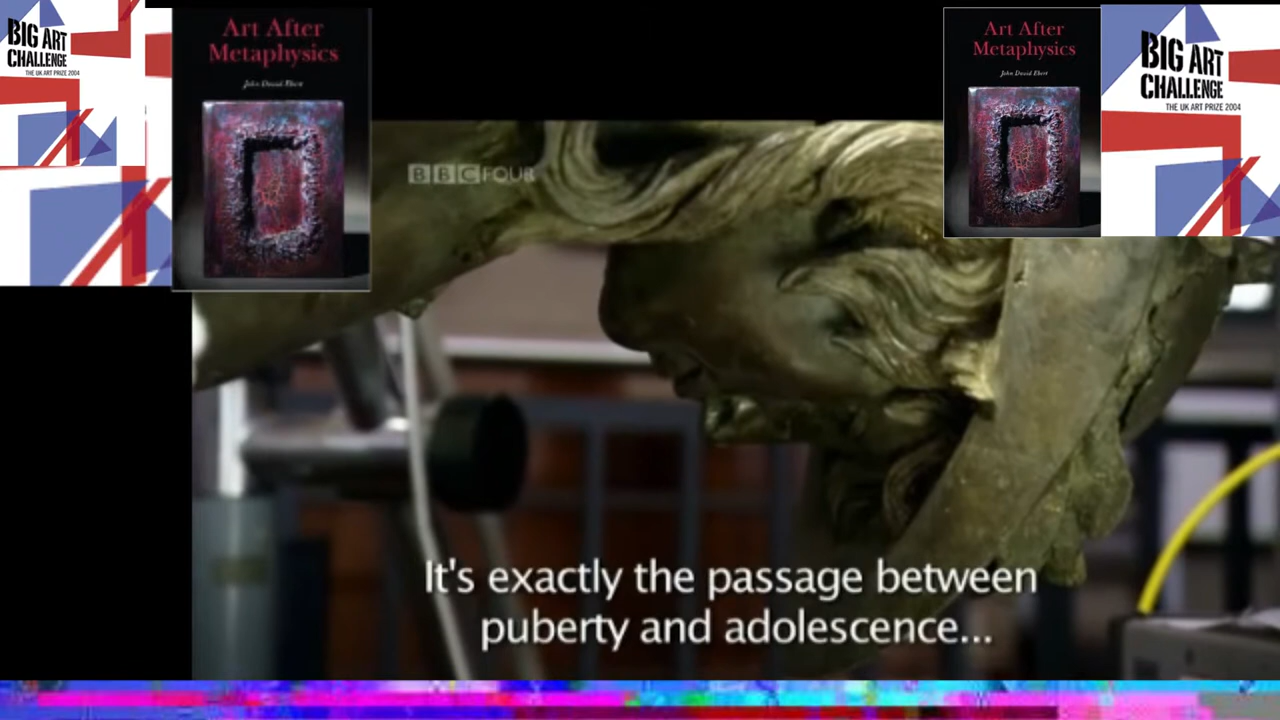 BIG ART
CHALLENGE
THE UK ART PRIZE 2004
Art After
Metaphysics
John David Ebert
Art After
Metaphysics
John David Ebert
BIG ART
CHALLENGE
THE UK ART PRIZE 2004
BBC FOUR
It's exactly the passage between
puberty and adolescence...